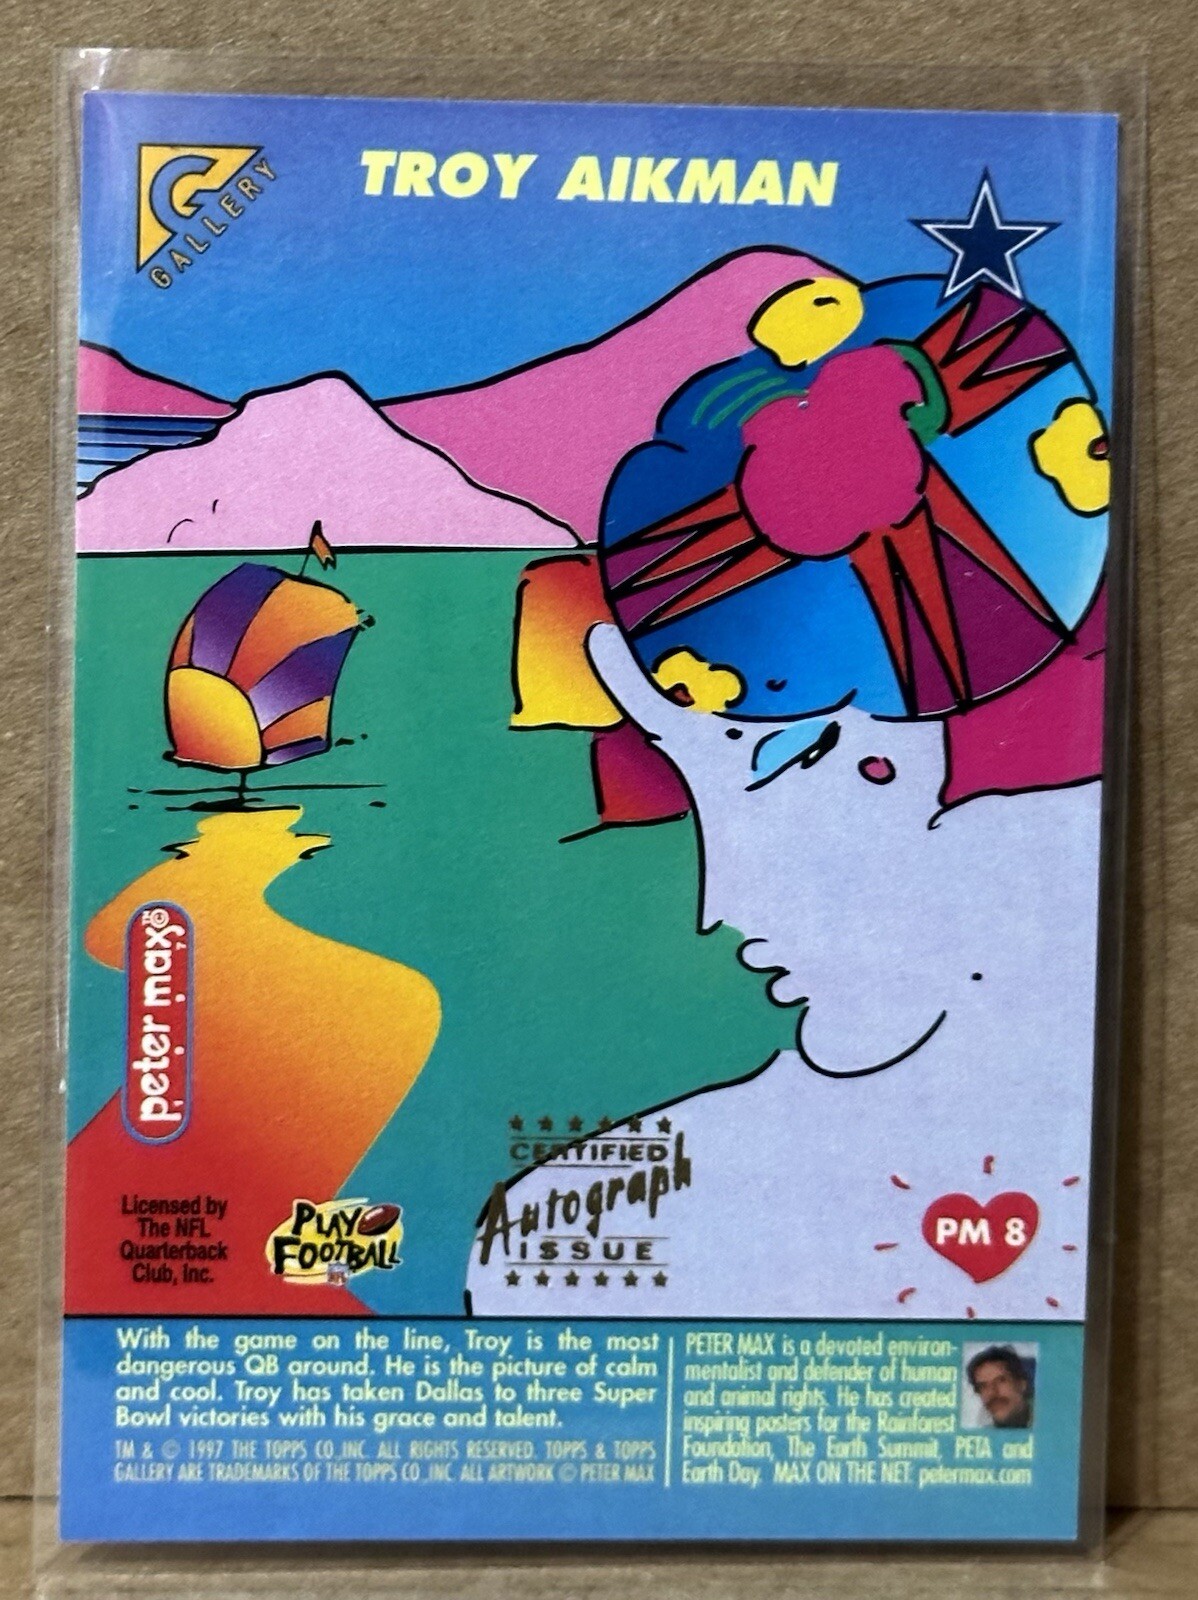 TROY AIKMAN
GALLERY
peter max
TM ©
Licensed by
The NFL
Quarterback
Club, Inc.
PLAY
FOOTBALL
CERTIFIED
Autograph
ISSUE
PM 8
With the game on the line, Troy is the most
dangerous QB around. He is the picture of calm
and cool. Troy has taken Dallas to three Super
Bowl victories with his grace and talent.
TM & © 1997 THE TOPPS CO., INC. ALL RIGHTS RESERVED. TOPPS & TOPPS
GALLERY ARE TRADEMARKS OF THE TOPPS CO., INC. ALL ARTWORK © PETER MAX
PETER MAX is a devoted environ-
mentalist and defender of human
and animal rights. He has created
inspiring posters for the Rainforest
Foundation, The Earth Summit, PETA and
Earth Day. MAX ON THE NET: petermax.com